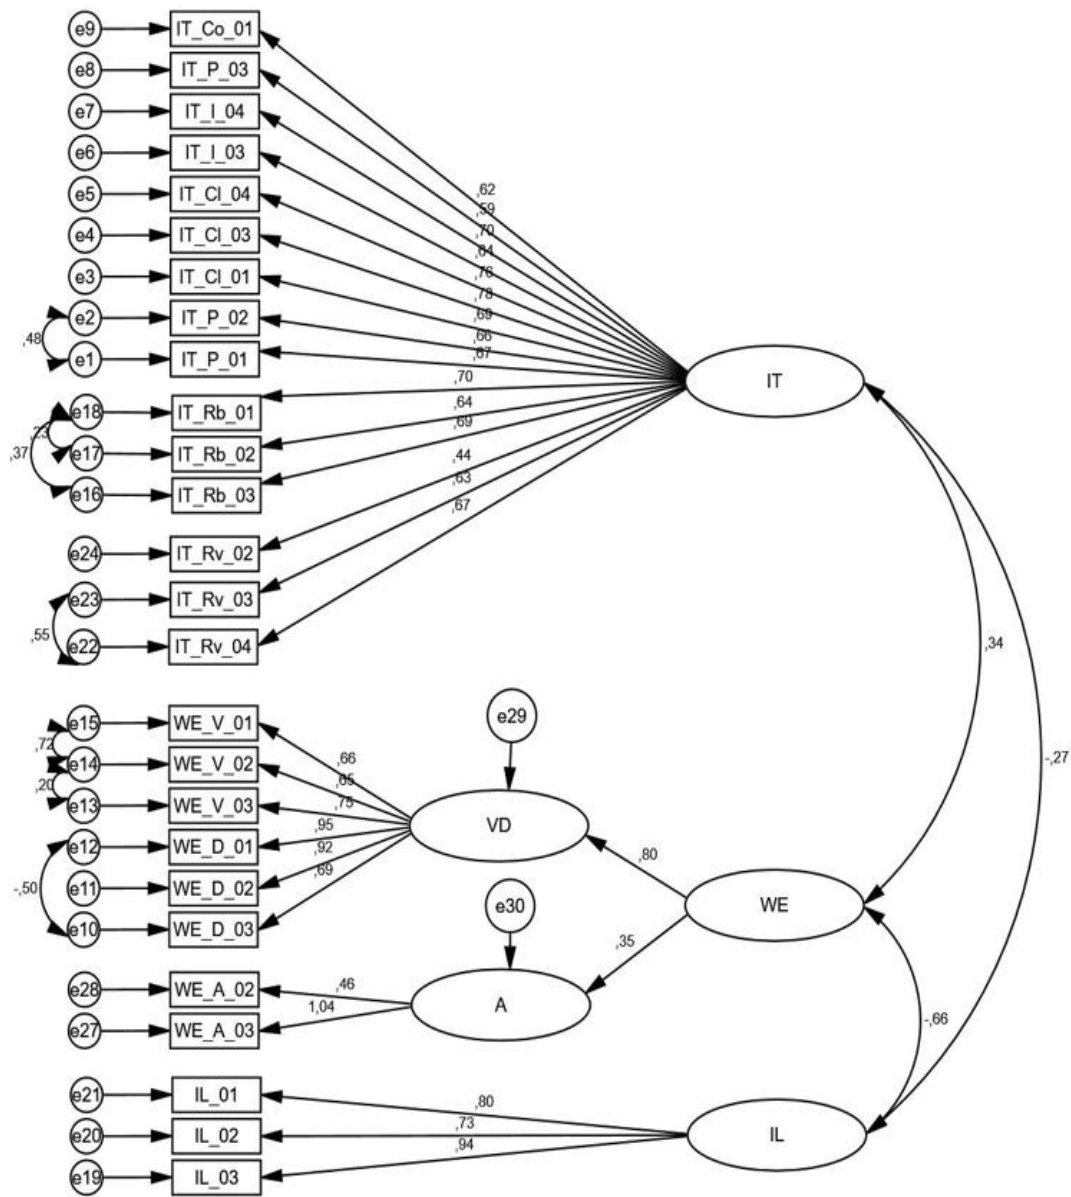 e9 IT_Co_01
e8 IT_P_03
e7 IT_I_04
e6 IT_I_03
e5 IT_Cl_04
e4 IT_Cl_03
e3 IT_Cl_01
e2 IT_P_02
,48
e1 IT_P_01
,62
,59
,70
,64
,76
,78
,69
,66
,67
IT
e18 IT_Rb_01
,23
,37
e17 IT_Rb_02
e16 IT_Rb_03
e24 IT_Rv_02
e23 IT_Rv_03
,55
e22 IT_Rv_04
,70
,64
,69
,44
,63
,67
,34
-,27
e15 WE_V_01
,72
e14 WE_V_02
,20
e13 WE_V_03
e12 WE_D_01
-,50
e11 WE_D_02
e10 WE_D_03
,66
,65
,75
,95
,92
,69
e29
VD
,80
WE
e30
,35
A
e28 WE_A_02
e27 WE_A_03
,46
1,04
-,66
e21 IL_01
e20 IL_02
e19 IL_03
,80
,73
,94
IL